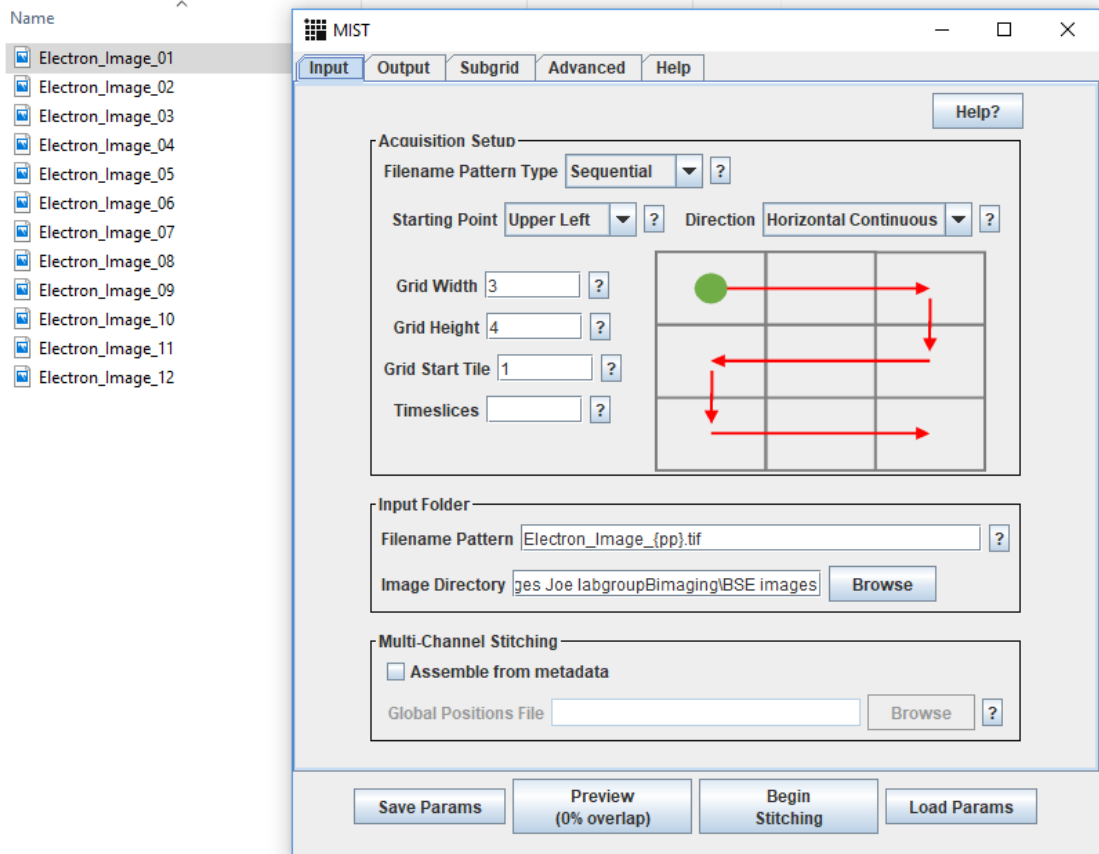 Name
Electron_Image_01
Electron_Image_02
Electron_Image_03
Electron_Image_04
Electron_Image_05
Electron_Image_06
Electron_Image_07
Electron_Image_08
Electron_Image_09
Electron_Image_10
Electron_Image_11
Electron_Image_12
MIST
Input Output Subgrid Advanced Help
Help?
Acquisition Setup
Filename Pattern Type Sequential ?
Starting Point Upper Left ? Direction Horizontal Continuous ?
Grid Width 3 ?
Grid Height 4 ?
Grid Start Tile 1 ?
Timeslices ?
Input Folder
Filename Pattern Electron_Image_{pp}.tif ?
Image Directory ges Joe labgroupBimaging\BSE images Browse
Multi-Channel Stitching
Assemble from metadata
Global Positions File Browse ?
Save Params
Preview
(0% overlap)
Begin
Stitching
Load Params